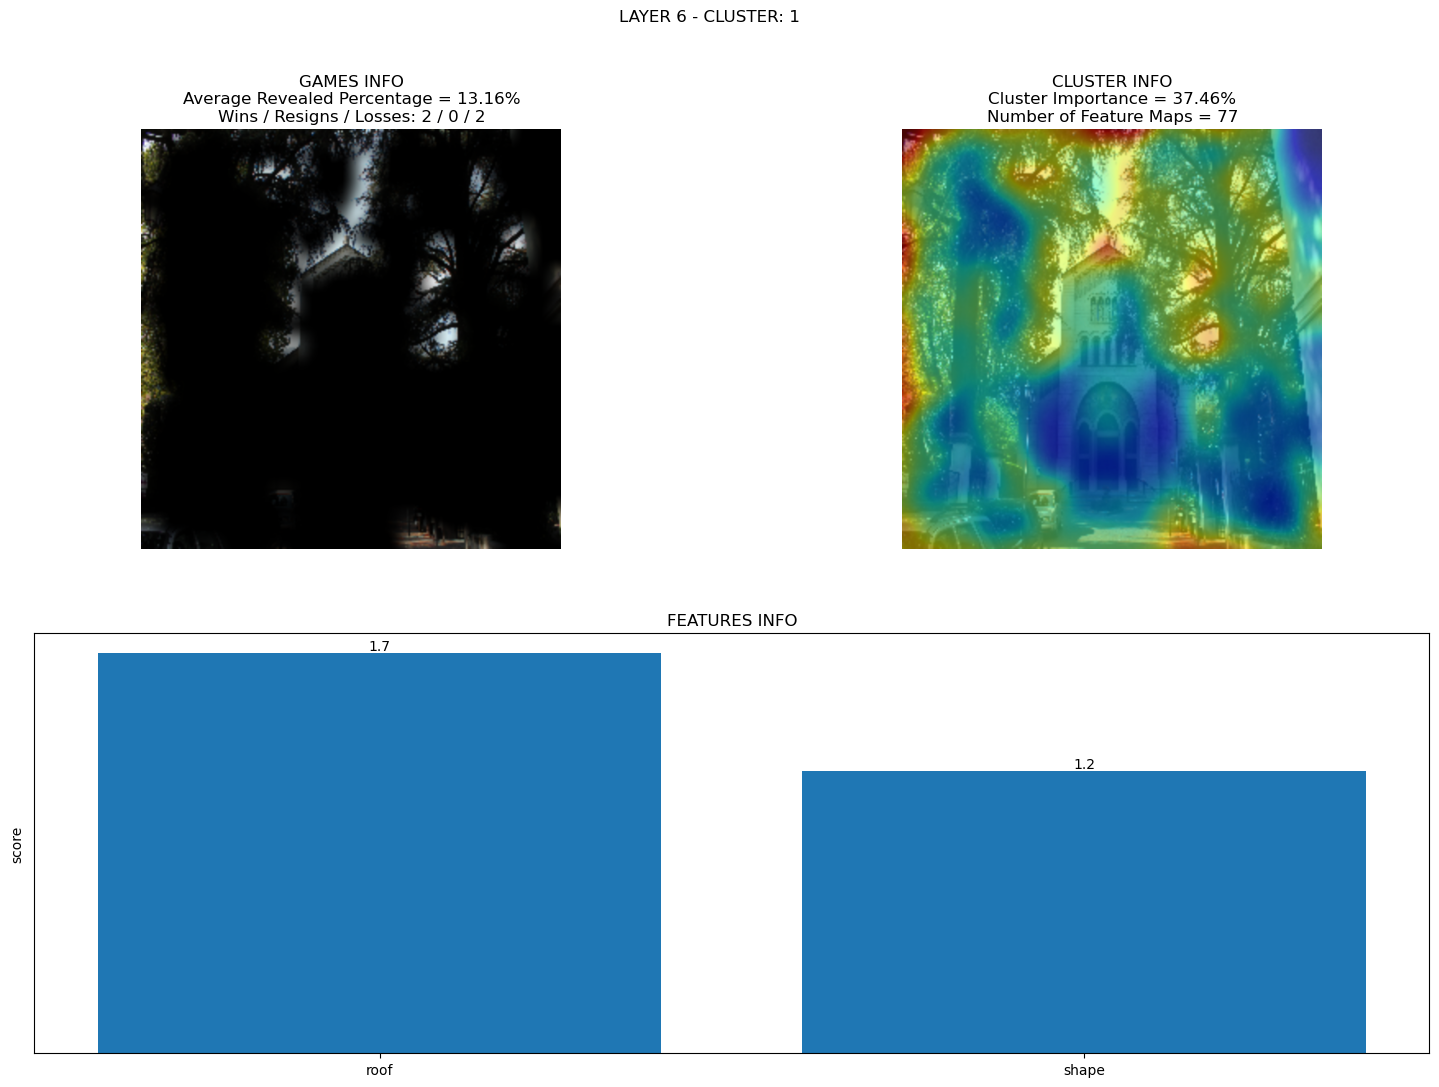 LAYER 6 - CLUSTER: 1
GAMES INFO
Average Revealed Percentage = 13.16%
Wins / Resigns / Losses: 2 / 0 / 2
CLUSTER INFO
Cluster Importance = 37.46%
Number of Feature Maps = 77
FEATURES INFO
score
1.7
1.2
roof
shape